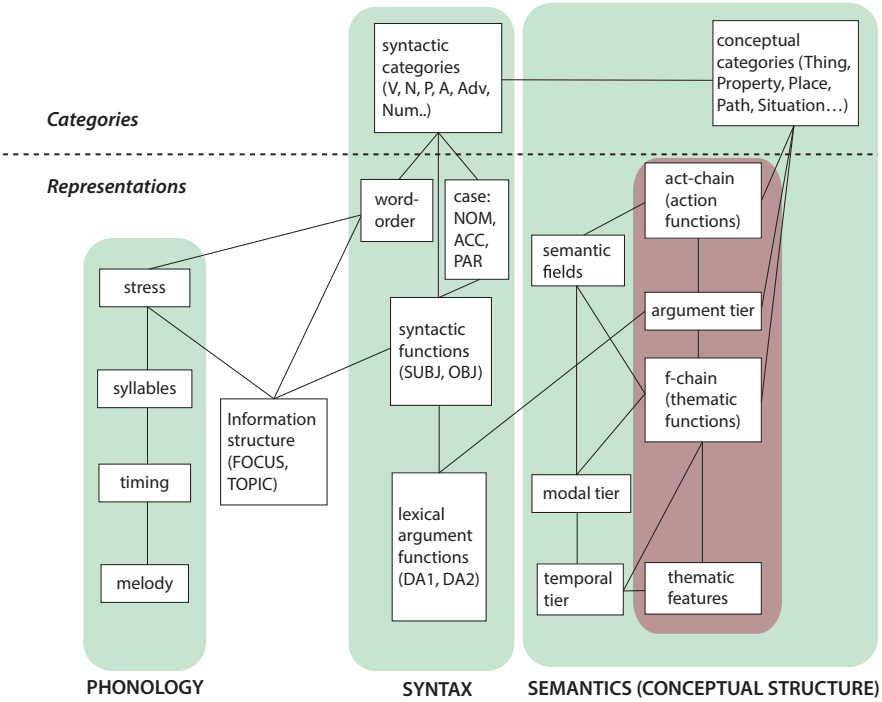 syntactic
categories
(V, N, P, A, Adv,
Num..)
conceptual
categories (Thing,
Property, Place,
Path, Situation…)
Categories
Representations
word-
order
case:
NOM,
ACC,
PAR
act-chain
(action
functions)
semantic
fields
stress
argument tier
syntactic
functions
(SUBJ, OBJ)
f-chain
(thematic
functions)
syllables
Information
structure
(FOCUS,
TOPIC)
timing
modal tier
lexical
argument
functions
(DA1, DA2)
melody
temporal
tier
thematic
features
PHONOLOGY
SYNTAX
SEMANTICS (CONCEPTUAL STRUCTURE)